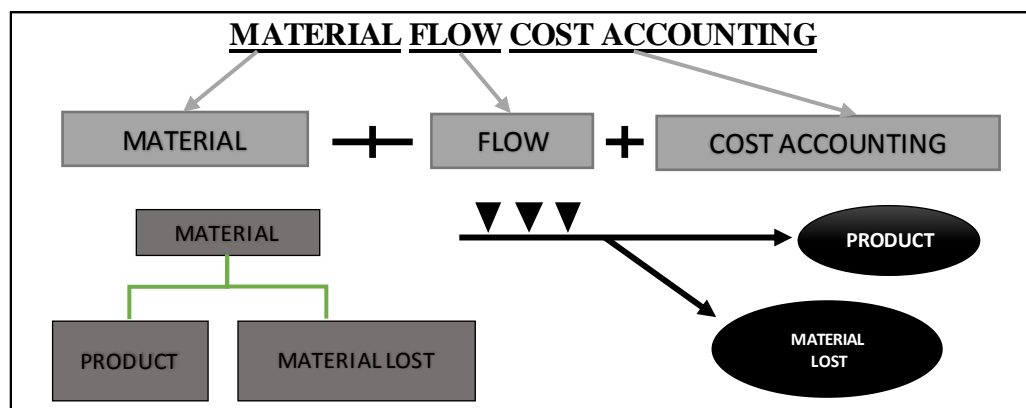 MATERIAL FLOW COST ACCOUNTING
MATERIAL
FLOW
COST ACCOUNTING
MATERIAL
PRODUCT
MATERIAL LOST
PRODUCT
MATERIAL
LOST